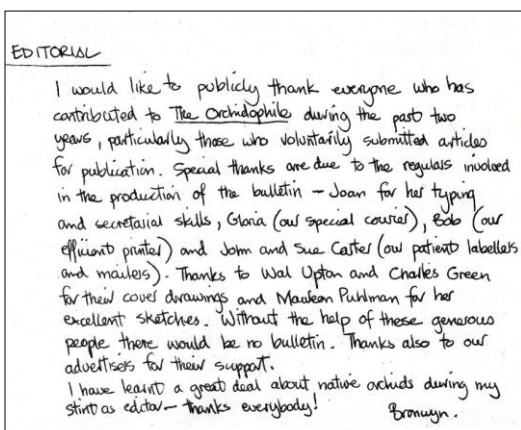 EDITORIAL
I would like to publicly thank everyone who has
contributed to The Orchidophile during the past two
years, particularly those who voluntarily submitted articles
for publication. Special thanks are due to the regulars involved
in the production of the bulletin – Joan for her typing
and secretarial skills, Gloria (our special courier), Bob (our
efficient printer) and John and Sue Carter (our patient labellers
and mailers). Thanks to Wal Upton and Charles Green
for their cover drawings and Maureen Puhlman for her
excellent sketches. Without the help of these generous
people there would be no bulletin. Thanks also to our
advertisers for their support.
I have learnt a great deal about native orchids during my
stint as editor – thanks everybody!
Bronwyn.